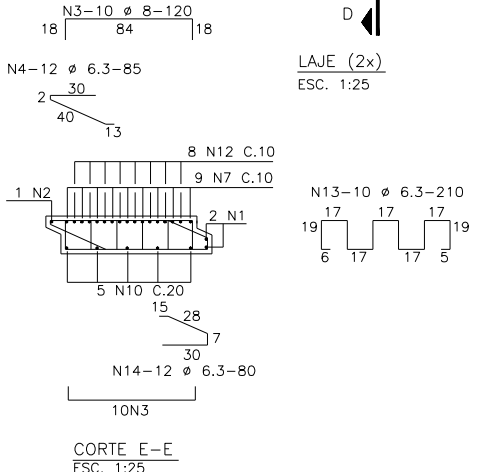 N3-10 ø 8-120
18 84 18
D
N4-12 ø 6.3-85
LAJE (2x)
ESC. 1:25
30
2
40
13
8 N12 C.10
9 N7 C.10
1 N2
2 N1
N13-10 ø 6.3-210
17 17 17
19 19
6 17 17 5
5 N10 C.20
15
28
7
30
N14-12 ø 6.3-80
10N3
CORTE E-E
ESC. 1:25